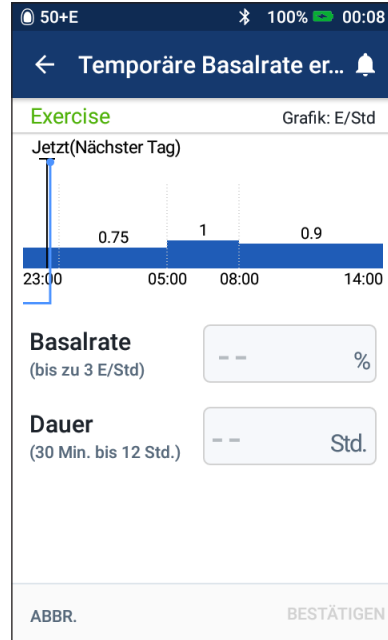 50+E 100% 00:08
Temporäre Basalrate er...
Exercise Grafik: E/Std
Jetzt(Nächster Tag)
0.75 1 0.9
23:00 05:00 08:00 14:00
Basalrate
(bis zu 3 E/Std)
-- %
Dauer
(30 Min. bis 12 Std.)
-- Std.
ABBR. BESTÄTIGEN